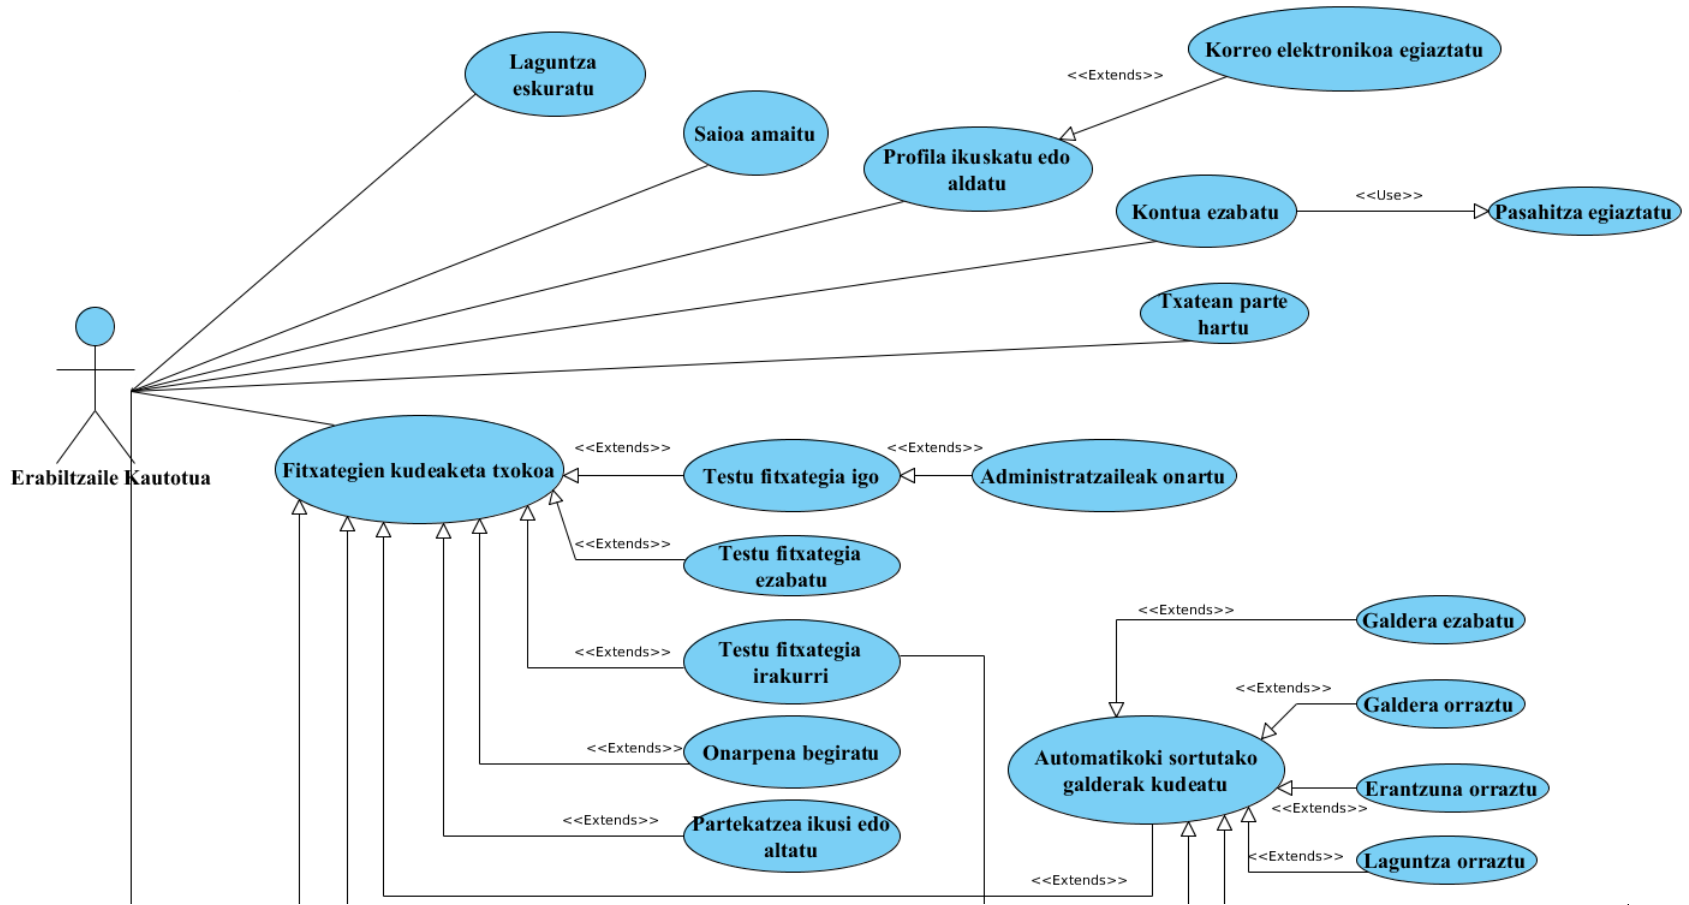 Laguntza
eskuratu
Korreo elektronikoa egiaztatu
<<Extends>>
Saioa amaitu
Profila ikuskatu edo
aldatu
Kontua ezabatu
<<Use>>
Pasahitza egiaztatu
Txatean parte
hartu
Erabiltzaile Kautotua
Fitxategien kudeaketa txokoa
<<Extends>>
Testu fitxategia igo
<<Extends>>
Administratzaileak onartu
<<Extends>>
Testu fitxategia
ezabatu
<<Extends>>
Testu fitxategia
irakurri
<<Extends>>
Onarpena begiratu
<<Extends>>
Partekatzea ikusi edo
altatu
<<Extends>>
Galdera ezabatu
<<Extends>>
Galdera orraztu
Automatikoki sortutako
galderak kudeatu
Erantzuna orraztu
<<Extends>>
<<Extends>>
Laguntza orraztu
<<Extends>>